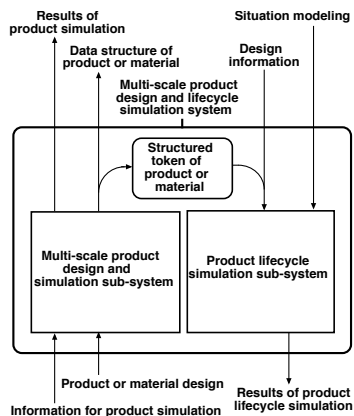 Results of
product simulation
Situation modeling
Data structure of
product or material
Design
information
Multi-scale product
design and lifecycle
simulation system
Structured
token of
product or
material
Multi-scale product
design and
simulation sub-system
Product lifecycle
simulation sub-system
Product or material design
Information for product simulation
Results of product
lifecycle simulation